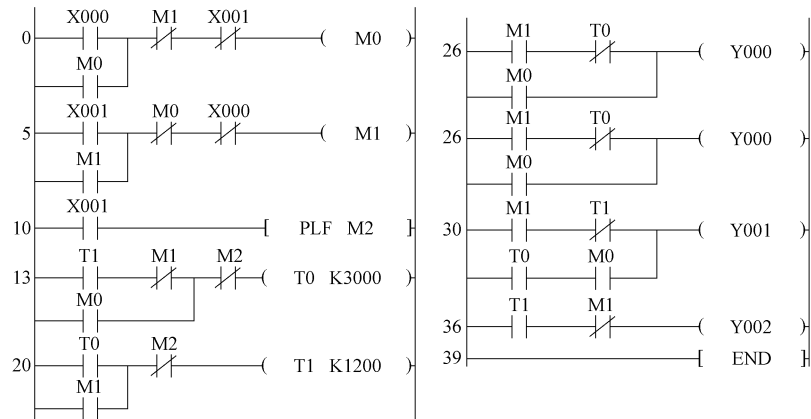 X000 M1 X001
0 ( M0 )
M0
X001 M0 X000
5 ( M1 )
M1
X001
10 [ PLF M2 ]
T1 M1 M2
13 ( T0 K3000 )
M0
T0 M2
20 ( T1 K1200 )
M1
M1 T0
26 ( Y000 )
M0
M1 T0
26 ( Y000 )
M0
M1 T1
30 ( Y001 )
T0 M0
T1 M1
36 ( Y002 )
39 [ END ]